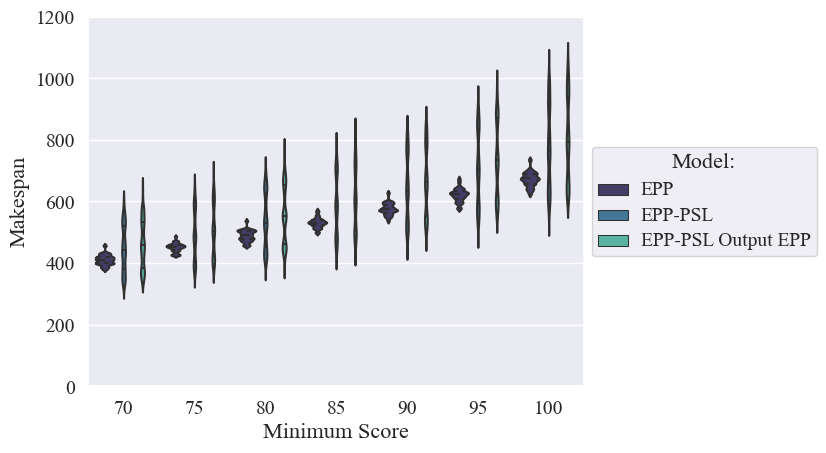 1200
1000
800
600
400
200
0
Makespan
70 75 80 85 90 95 100
Minimum Score
Model:
EPP
EPP-PSL
EPP-PSL Output EPP